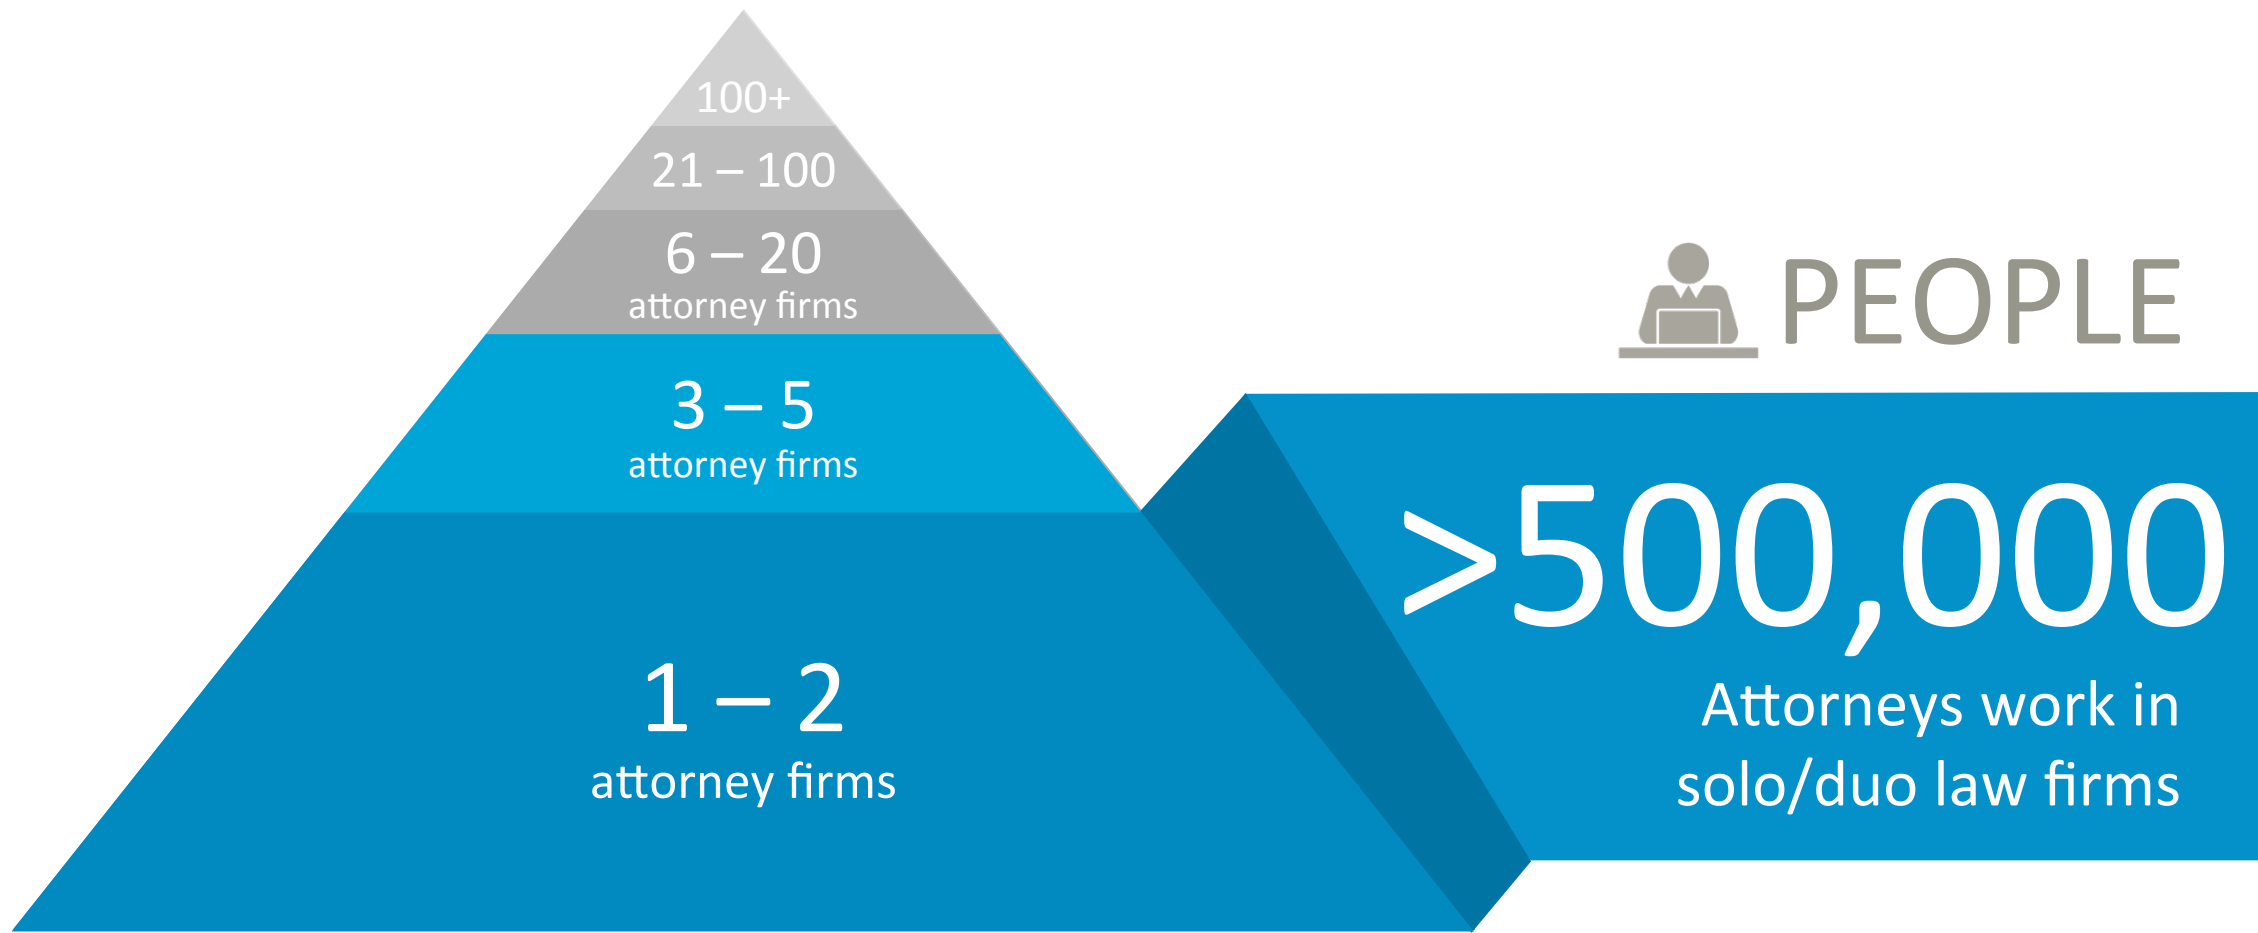 100+
21 – 100
6 – 20
attorney firms
3 – 5
attorney firms
1 – 2
attorney firms
PEOPLE
>500,000
Attorneys work in
solo/duo law firms